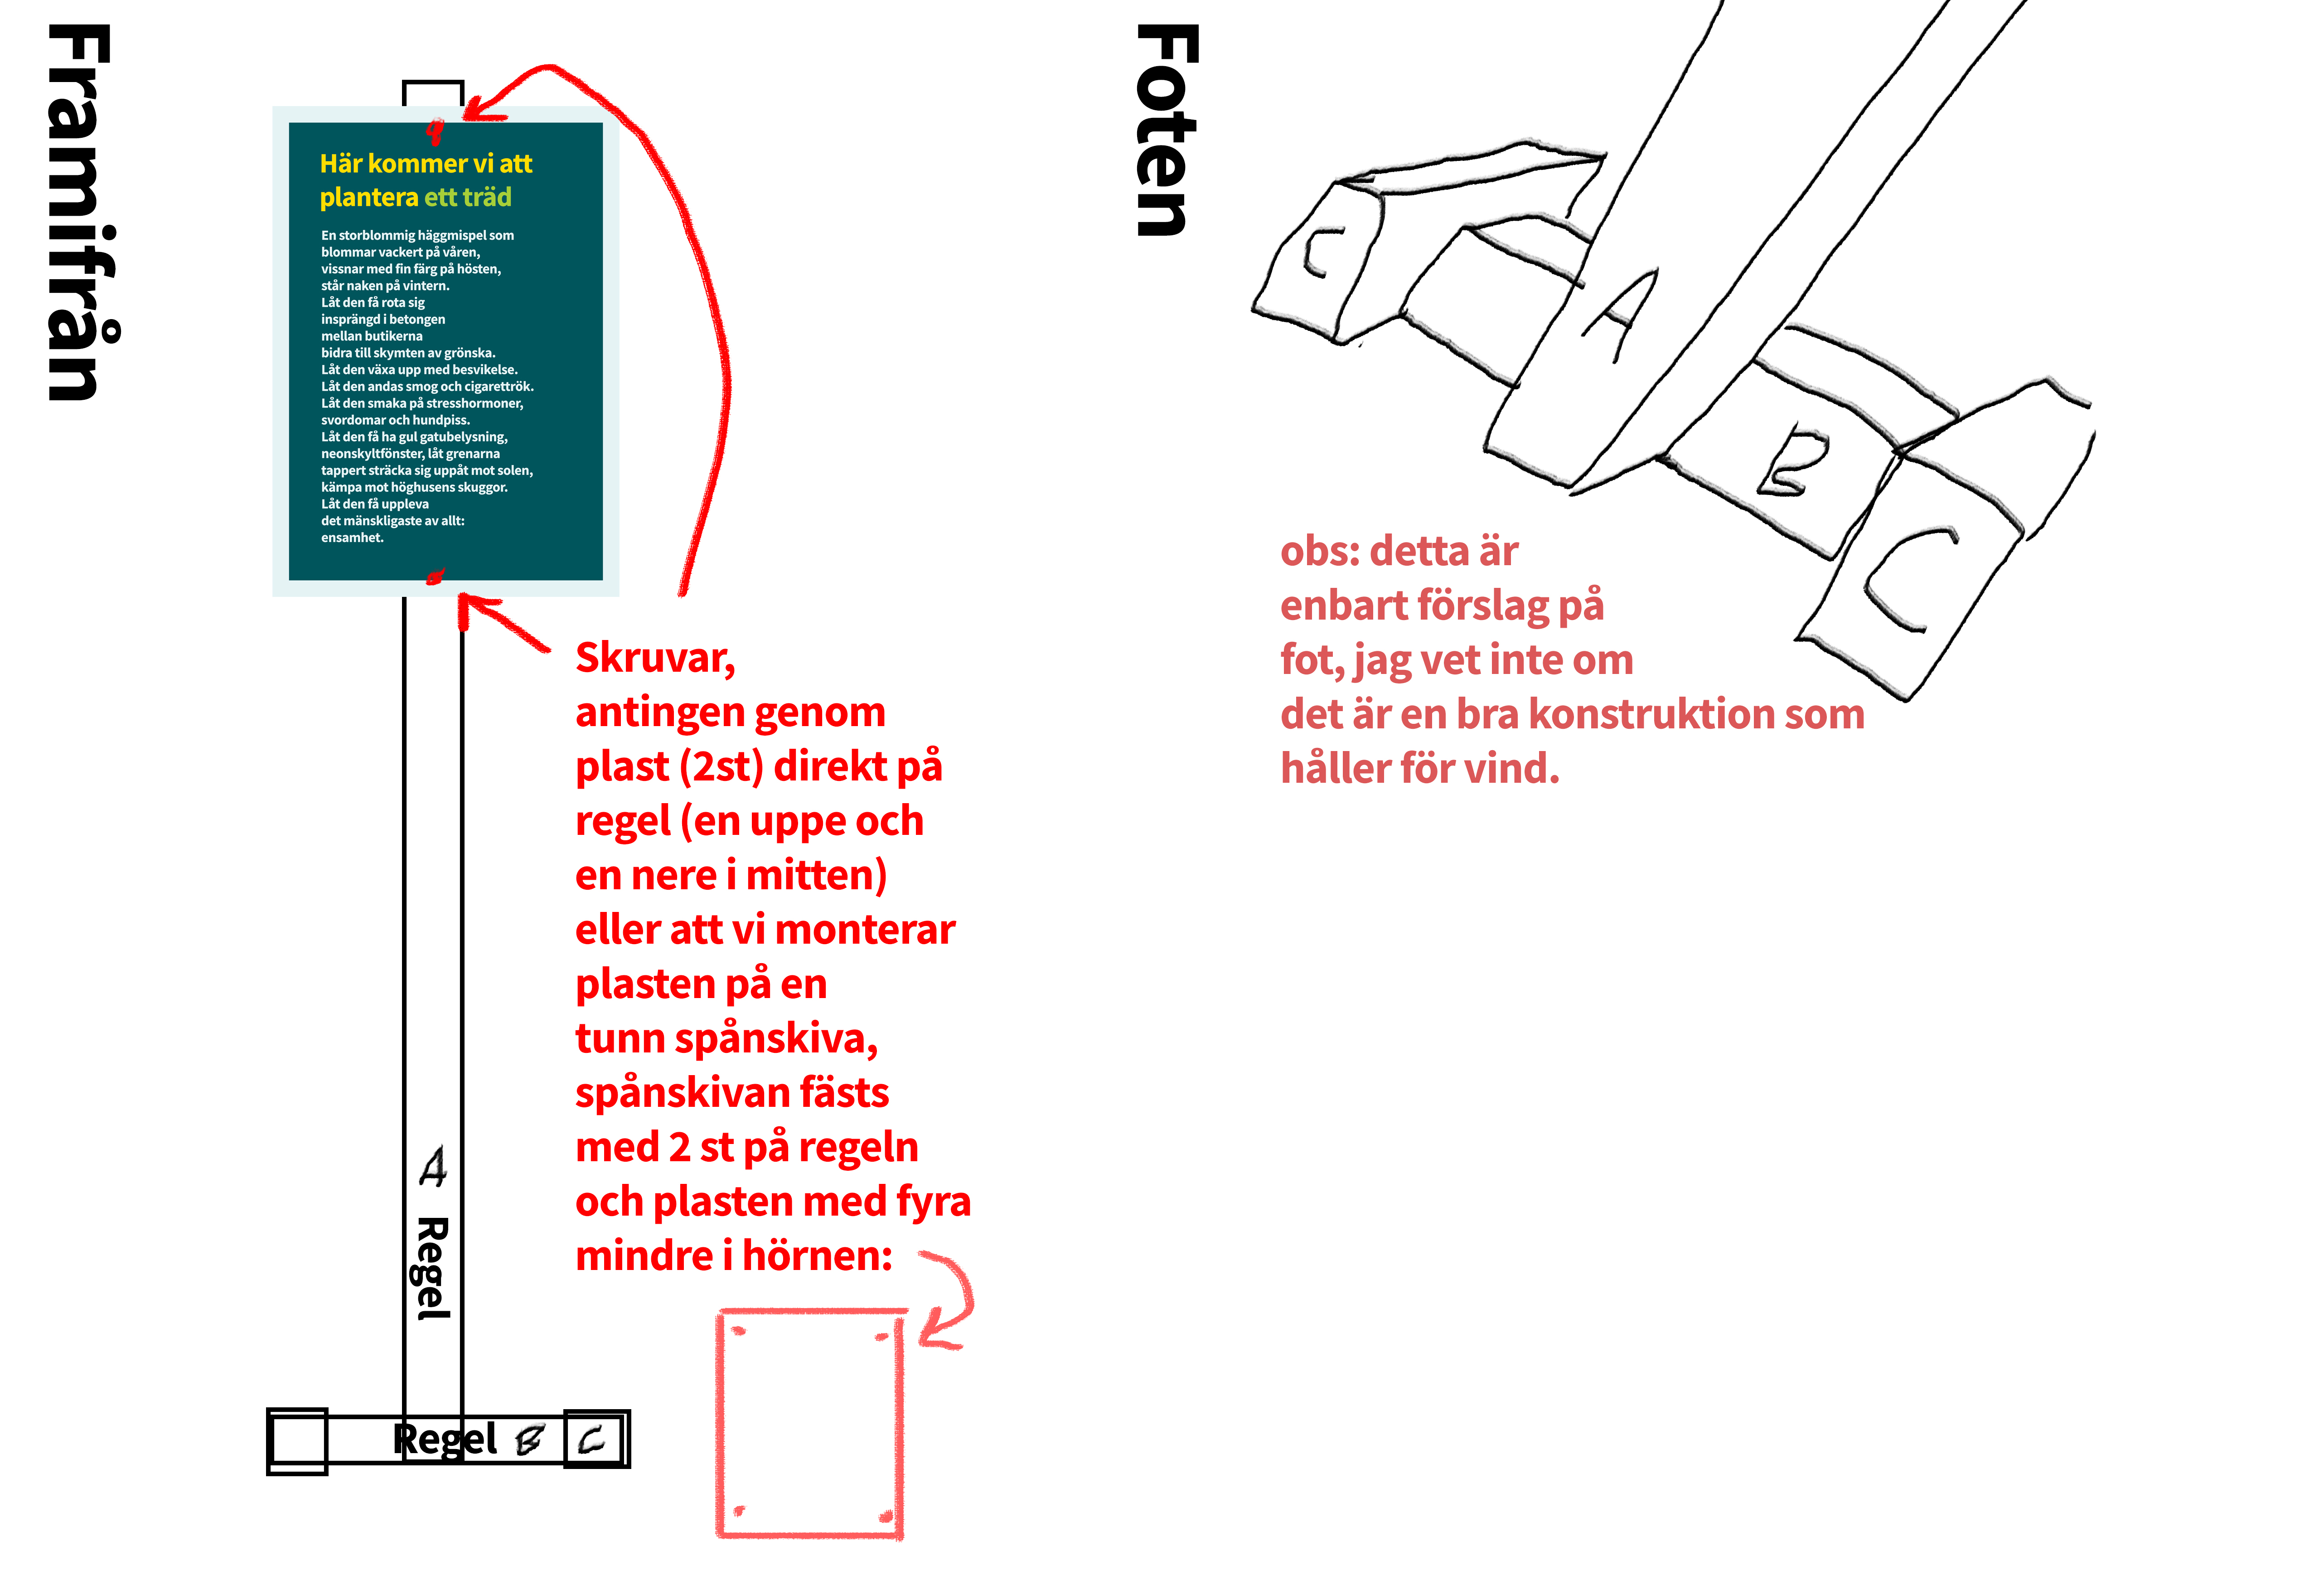 Framifrån
Här kommer vi att
plantera ett träd
En storblommig häggmispel som
blommar vackert på våren,
vissnar med fin färg på hösten,
står naken på vintern.
Låt den få rota sig
insprängd i betongen
mellan butikerna
bidra till skymten av grönska.
Låt den växa upp med besvikelse.
Låt den andas smog och cigarettrök.
Låt den smaka på stresshormoner,
svordomar och hundpiss.
Låt den få ha gul gatubelysning,
neonskyltfönster, låt grenarna
tappert sträcka sig uppåt mot solen,
kämpa mot höghusens skuggor.
Låt den få uppleva
det mänskligaste av allt:
ensamhet.
Skruvar,
antingen genom
plast (2st) direkt på
regel (en uppe och
en nere i mitten)
eller att vi monterar
plasten på en
tunn spånskiva,
spånskivan fästs
med 2 st på regeln
och plasten med fyra
mindre i hörnen:
A Regel
Regel B C
Foten
C
A
B
C
obs: detta är
enbart förslag på
fot, jag vet inte om
det är en bra konstruktion som
håller för vind.